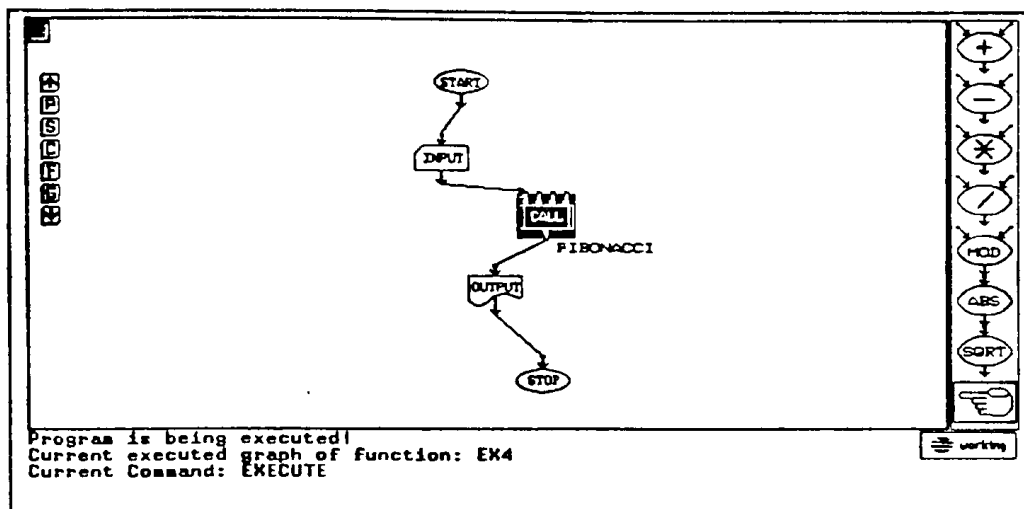 START
INPUT
CALL
FIBONACCI
OUTPUT
STOP
P
S
C
T
+
—
*
/
MOD
ABS
SQRT
working
Program is being executed!
Current executed graph of function: EX4
Current Command: EXECUTE